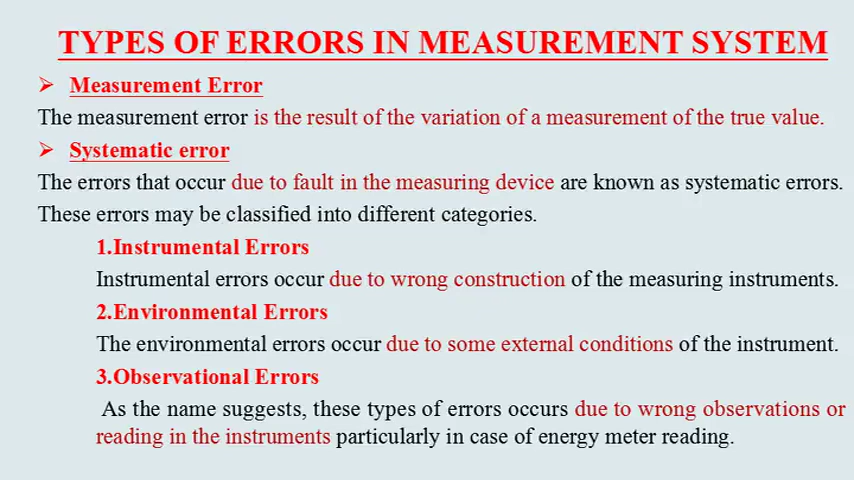 TYPES OF ERRORS IN MEASUREMENT SYSTEM
➢ Measurement Error
The measurement error is the result of the variation of a measurement of the true value.
➢ Systematic error
The errors that occur due to fault in the measuring device are known as systematic errors.
These errors may be classified into different categories.
1.Instrumental Errors
Instrumental errors occur due to wrong construction of the measuring instruments.
2.Environmental Errors
The environmental errors occur due to some external conditions of the instrument.
3.Observational Errors
As the name suggests, these types of errors occurs due to wrong observations or
reading in the instruments particularly in case of energy meter reading.